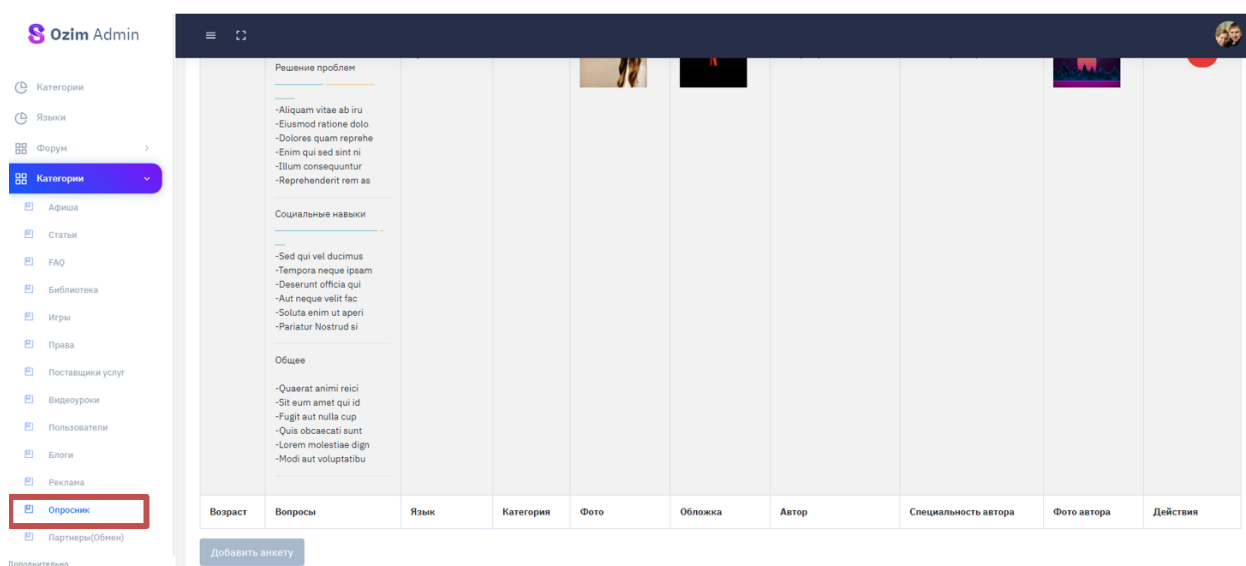 Ozim Admin
Категории
Языки
Форум
Категории
Афиша
Статьи
FAQ
Библиотека
Игры
Права
Поставщики услуг
Видеоуроки
Пользователи
Блоги
Реклама
Опросник
Партнеры(Обмен)
Дополнительно
Решение проблем
-Aliquam vitae ab iru
-Eiusmod ratione dolo
-Dolores quam reprehe
-Enim qui sed sint ni
-Illum consequuntur
-Reprehenderit rem as
Социальные навыки
-Sed qui vel ducimus
-Tempora neque ipsam
-Deserunt officia qui
-Aut neque velit fac
-Soluta enim ut aperi
-Pariatur Nostrud si
Общее
-Quaerat animi reici
-Sit eum amet qui id
-Fugit aut nulla cup
-Quis obcaecati sunt
-Lorem molestiae dign
-Modi aut voluptatibu
Возраст Вопросы Язык Категория Фото Обложка Автор Специальность автора Фото автора Действия
Добавить анкету